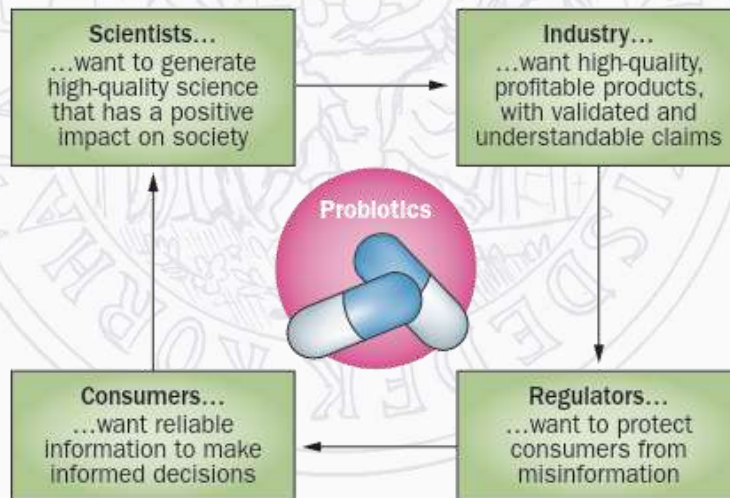 Scientists...
...want to generate
high-quality science
that has a positive
impact on society
Industry...
...want high-quality,
profitable products,
with validated and
understandable claims
Probiotics
Consumers...
...want reliable
information to make
informed decisions
Regulators...
...want to protect
consumers from
misinformation